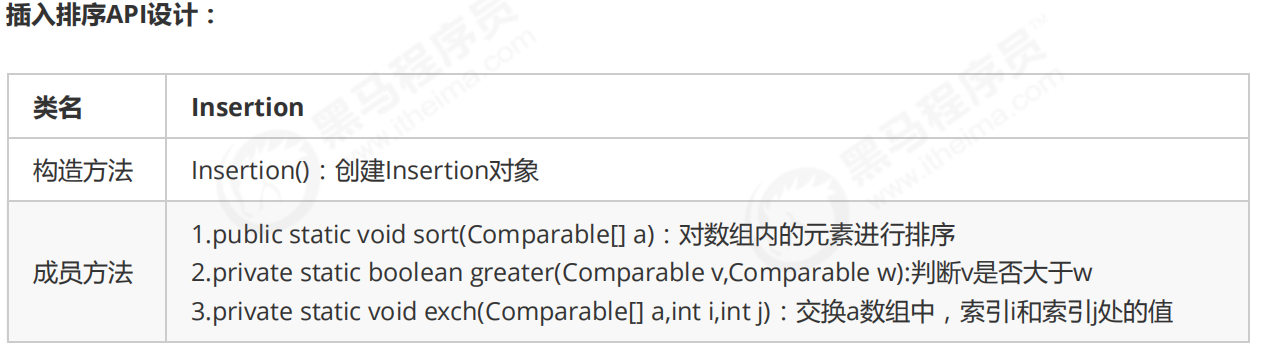 插入排序API设计：
类名 Insertion
构造方法 Insertion()：创建Insertion对象
成员方法
1.public static void sort(Comparable[] a)：对数组内的元素进行排序
2.private static boolean greater(Comparable v,Comparable w):判断v是否大于w
3.private static void exch(Comparable[] a,int i,int j)：交换a数组中，索引i和索引j处的值
黑马程序员
www.itheima.com
黑马程序员™
www.itheima.com